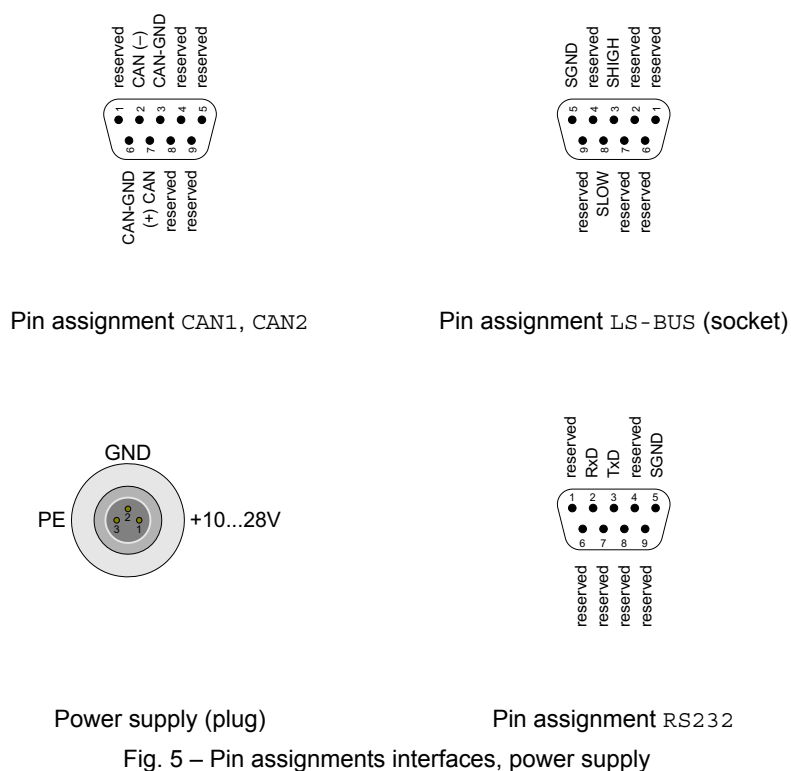 reserved
CAN (–)
CAN-GND
reserved
reserved
1
2
3
4
5
6
7
8
9
CAN-GND
(+) CAN
reserved
reserved
Pin assignment CAN1, CAN2
SGND
reserved
SHIGH
reserved
reserved
5
4
3
2
1
9
8
7
6
reserved
SLOW
reserved
reserved
Pin assignment LS-BUS (socket)
GND
PE
+10...28V
2
3
1
Power supply (plug)
reserved
RxD
TxD
reserved
SGND
1
2
3
4
5
6
7
8
9
reserved
reserved
reserved
reserved
Pin assignment RS232
Fig. 5 – Pin assignments interfaces, power supply